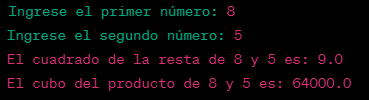 Ingrese el primer número: 8
Ingrese el segundo número: 5
El cuadrado de la resta de 8 y 5 es: 9.0
El cubo del producto de 8 y 5 es: 64000.0